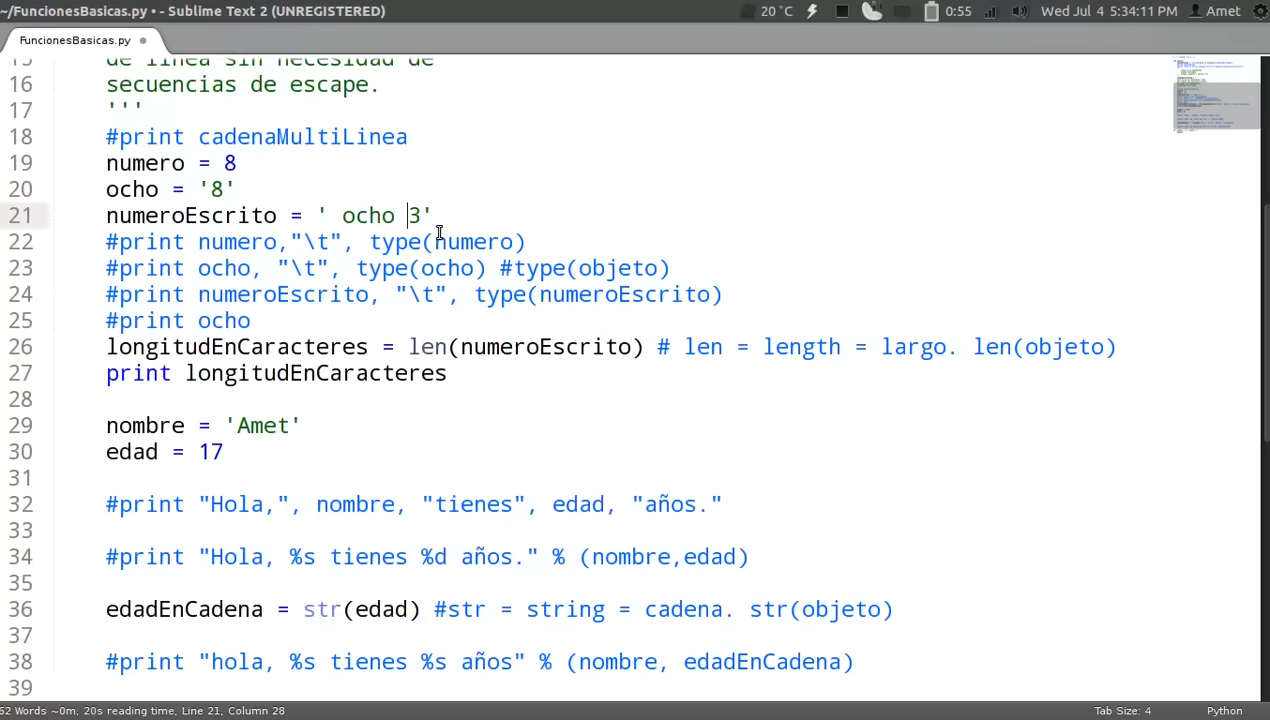 ~/FuncionesBasicas.py • - Sublime Text 2 (UNREGISTERED)
20 °C
0:55
Wed Jul 4 5:34:11 PM
Amet
FuncionesBasicas.py
15 de linea sin necesidad de
16 secuencias de escape.
17 '''
18 #print cadenaMultiLinea
19 numero = 8
20 ocho = '8'
21 numeroEscrito = ' ocho 3'
22 #print numero,"\t", type(numero)
23 #print ocho, "\t", type(ocho) #type(objeto)
24 #print numeroEscrito, "\t", type(numeroEscrito)
25 #print ocho
26 longitudEnCaracteres = len(numeroEscrito) # len = length = largo. len(objeto)
27 print longitudEnCaracteres
28
29 nombre = 'Amet'
30 edad = 17
31
32 #print "Hola,", nombre, "tienes", edad, "años."
33
34 #print "Hola, %s tienes %d años." % (nombre,edad)
35
36 edadEnCadena = str(edad) #str = string = cadena. str(objeto)
37
38 #print "hola, %s tienes %s años" % (nombre, edadEnCadena)
39
62 Words ~0m, 20s reading time, Line 21, Column 28
Tab Size: 4
Python